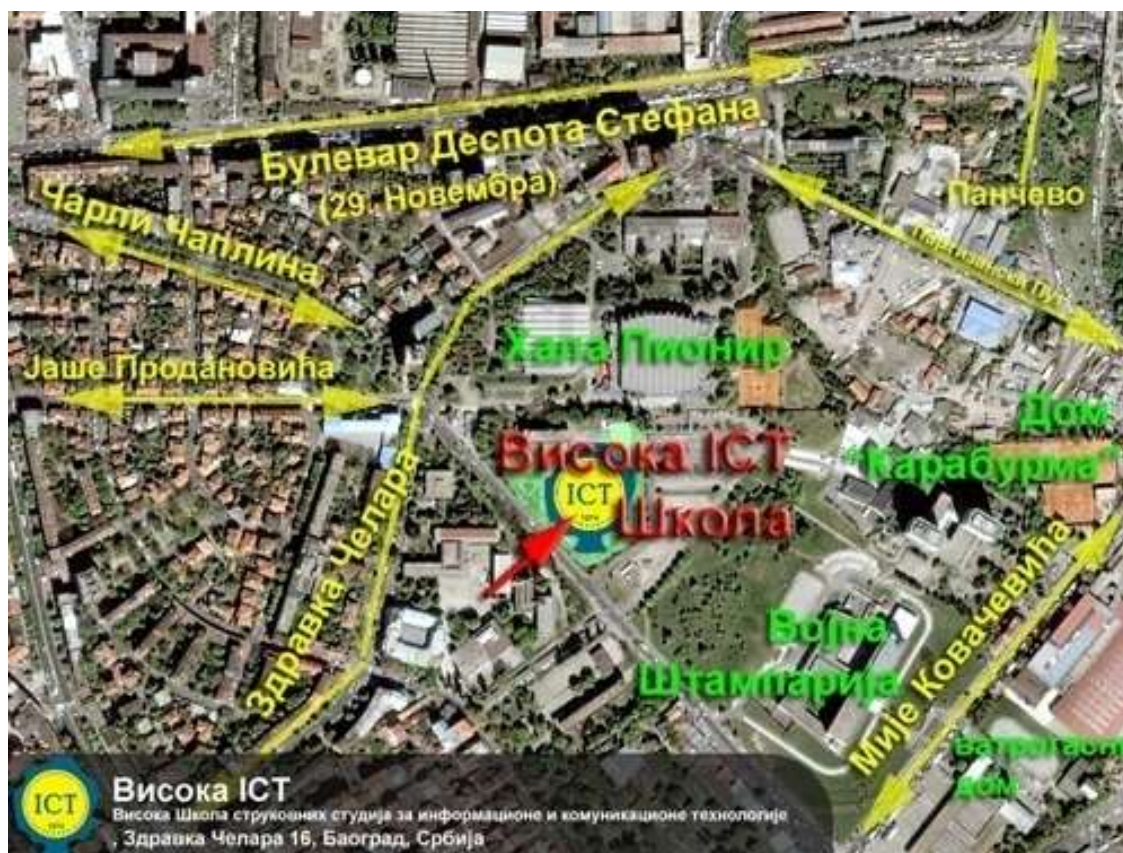 Булевар Деспота Стефана
(29. Новембра)
Чарли Чаплина
Панчево
Партизански Пут
Јаше Продановића
Хала Пионир
Дом
"Карабурма"
Висока ICT
Школа
ICT
Здравка Челара
Војна
Штампарија
Мије Ковачевића
ватрогасни
дом
ICT
Висока ICT
Висока Школа струковних студија за информационе и комуникационе технологије
, Здравка Челара 16, Београд, Србија